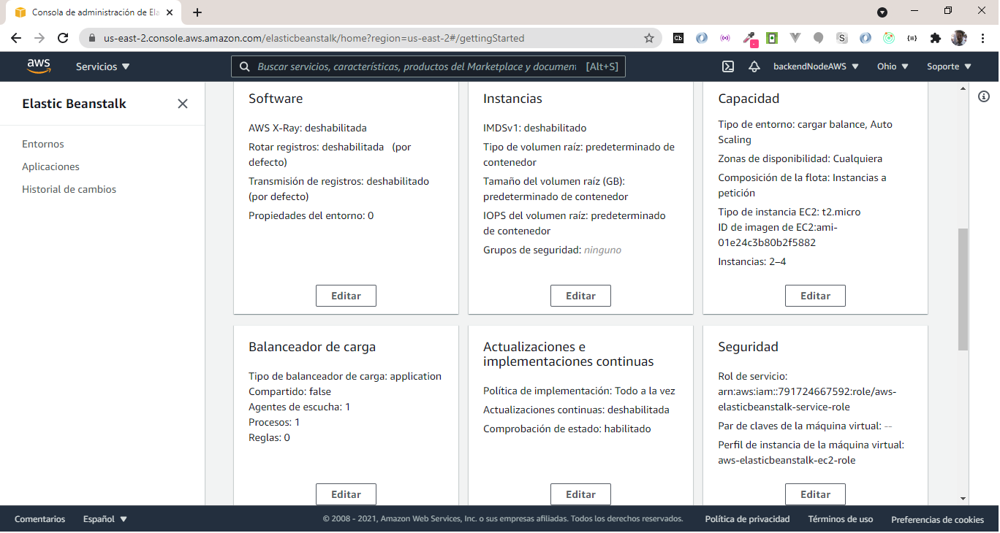 Consola de administración de Ela
us-east-2.console.aws.amazon.com/elasticbeanstalk/home?region=us-east-2#/gettingStarted
aws
Servicios
Buscar servicios, características, productos del Marketplace y documen
[Alt+S]
backendNodeAWS
Ohio
Soporte
Elastic Beanstalk
Entornos
Aplicaciones
Historial de cambios
Software
AWS X-Ray: deshabilitada
Rotar registros: deshabilitada (por
defecto)
Transmisión de registros: deshabilitado
(por defecto)
Propiedades del entorno: 0
Editar
Instancias
IMDSv1: deshabilitado
Tipo de volumen raíz: predeterminado de
contenedor
Tamaño del volumen raíz (GB):
predeterminado de contenedor
IOPS del volumen raíz: predeterminado
de contenedor
Grupos de seguridad: ninguno
Editar
Capacidad
Tipo de entorno: cargar balance, Auto
Scaling
Zonas de disponibilidad: Cualquiera
Composición de la flota: Instancias a
petición
Tipo de instancia EC2: t2.micro
ID de imagen de EC2:ami-
01e24c3b80b2f5882
Instancias: 2–4
Editar
Balanceador de carga
Tipo de balanceador de carga: application
Compartido: false
Agentes de escucha: 1
Procesos: 1
Reglas: 0
Editar
Actualizaciones e
implementaciones continuas
Política de implementación: Todo a la vez
Actualizaciones continuas: deshabilitada
Comprobación de estado: habilitado
Editar
Seguridad
Rol de servicio:
arn:aws:iam::791724667592:role/aws-
elasticbeanstalk-service-role
Par de claves de la máquina virtual: --
Perfil de instancia de la máquina virtual:
aws-elasticbeanstalk-ec2-role
Editar
Comentarios
Español
© 2008 - 2021, Amazon Web Services, Inc. o sus empresas afiliadas. Todos los derechos reservados.
Política de privacidad
Términos de uso
Preferencias de cookies